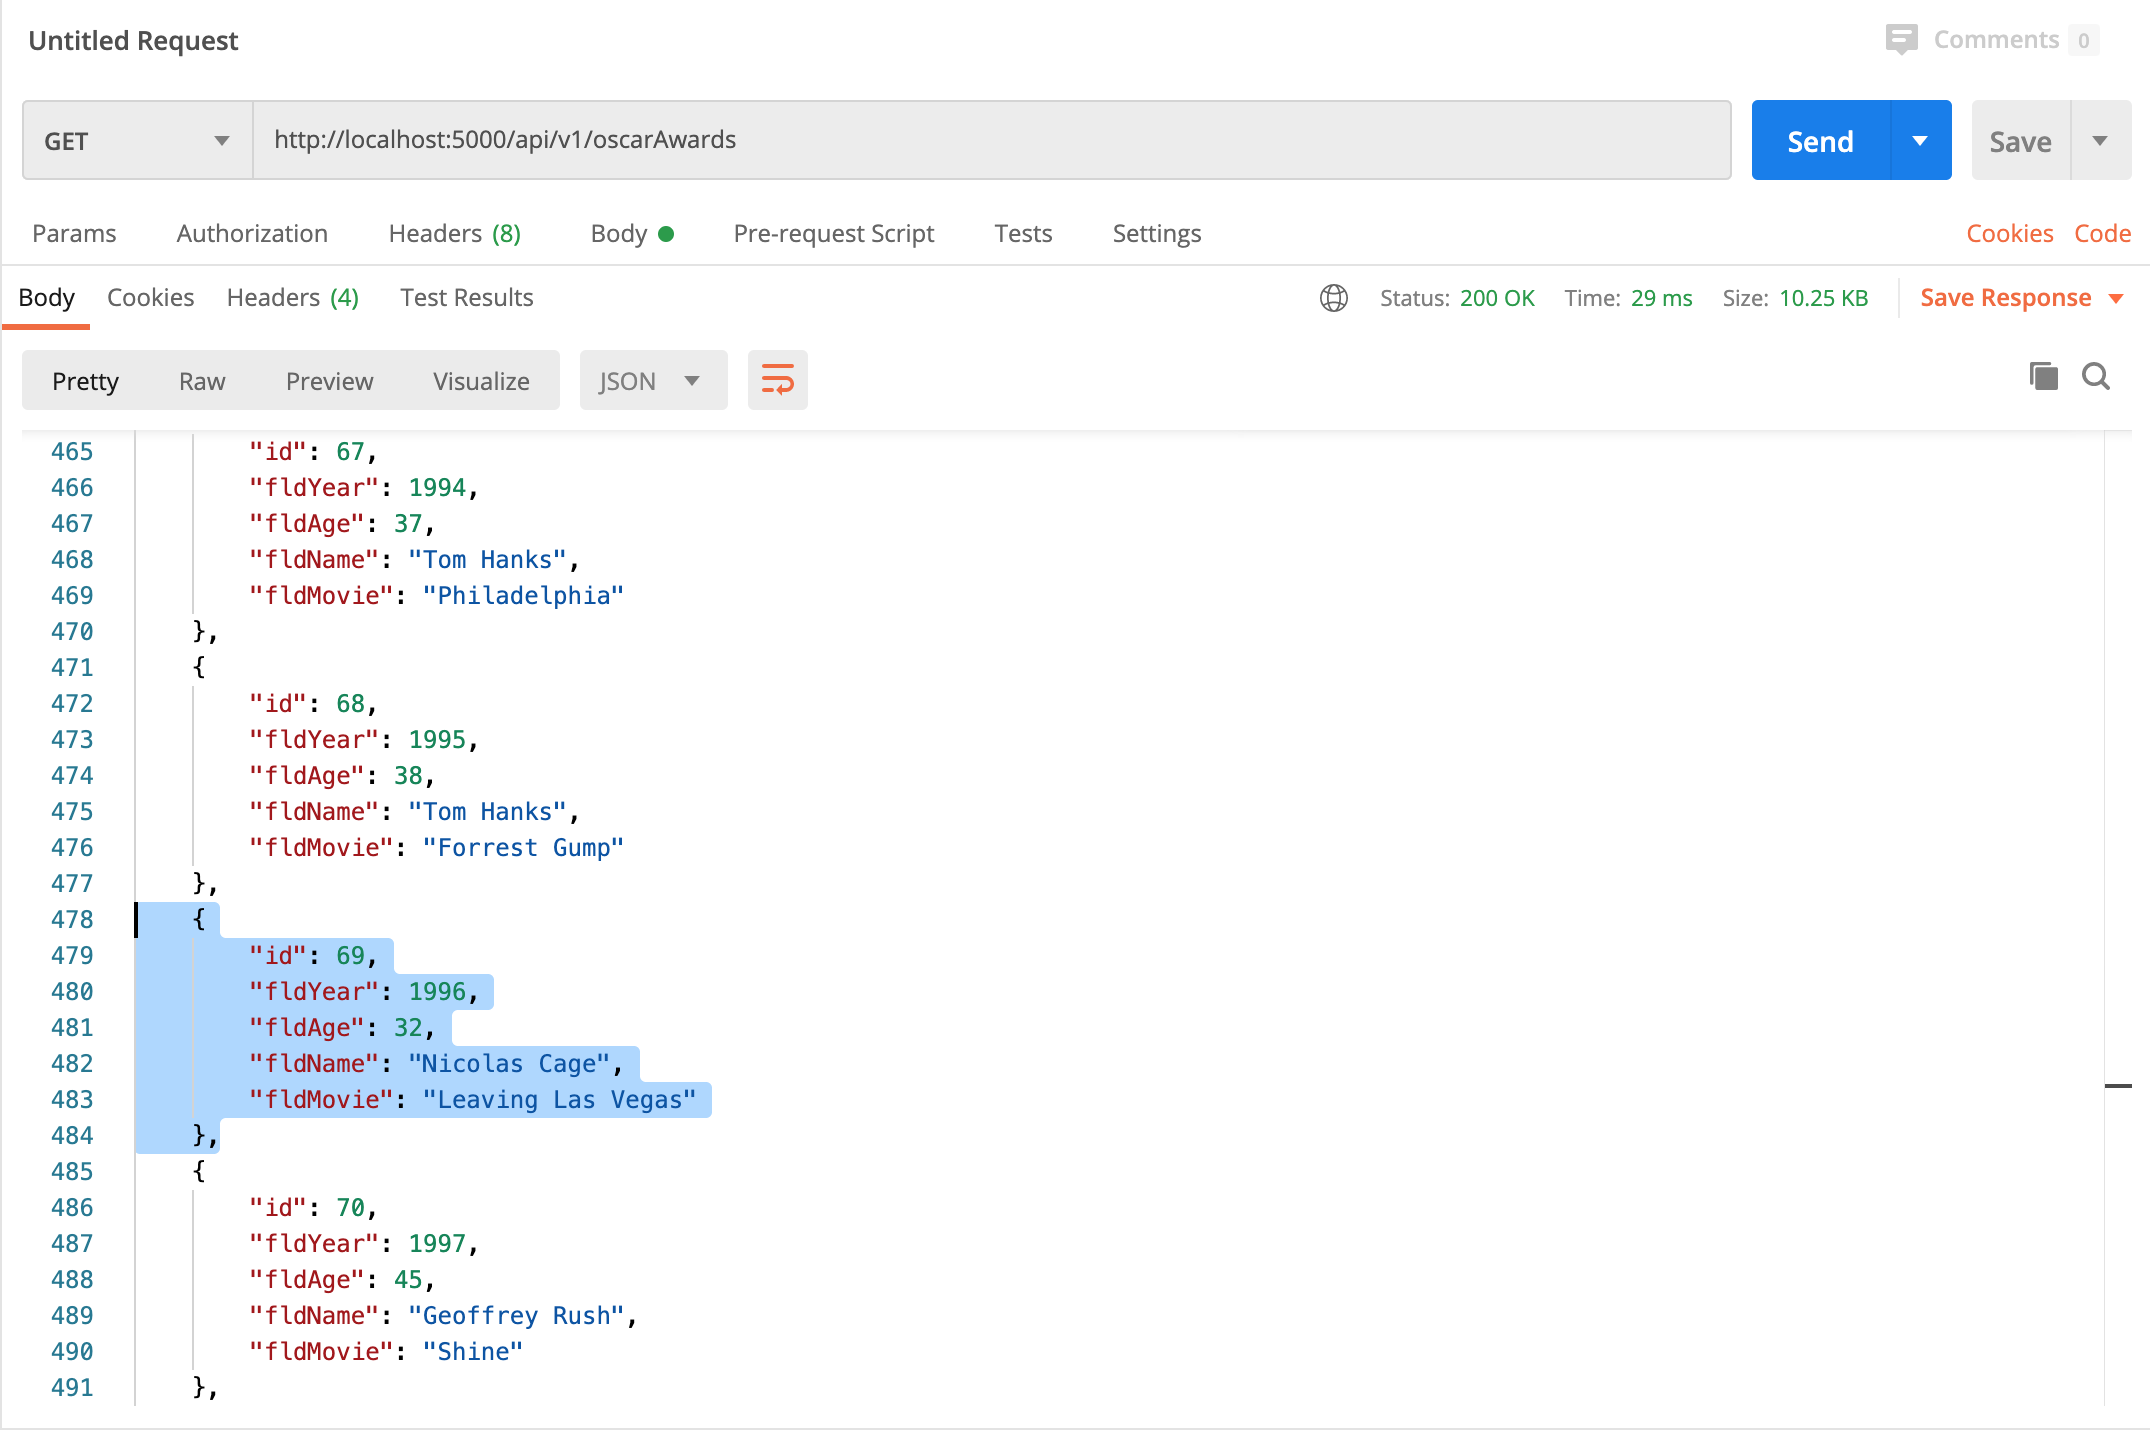 Untitled Request
Comments 0
GET http://localhost:5000/api/v1/oscarAwards Send Save
Params Authorization Headers (8) Body Pre-request Script Tests Settings Cookies Code
Body Cookies Headers (4) Test Results Status: 200 OK Time: 29 ms Size: 10.25 KB Save Response
Pretty Raw Preview Visualize JSON
465 "id": 67,
466 "fldYear": 1994,
467 "fldAge": 37,
468 "fldName": "Tom Hanks",
469 "fldMovie": "Philadelphia"
470 },
471 {
472 "id": 68,
473 "fldYear": 1995,
474 "fldAge": 38,
475 "fldName": "Tom Hanks",
476 "fldMovie": "Forrest Gump"
477 },
478 {
479 "id": 69,
480 "fldYear": 1996,
481 "fldAge": 32,
482 "fldName": "Nicolas Cage",
483 "fldMovie": "Leaving Las Vegas"
484 },
485 {
486 "id": 70,
487 "fldYear": 1997,
488 "fldAge": 45,
489 "fldName": "Geoffrey Rush",
490 "fldMovie": "Shine"
491 },